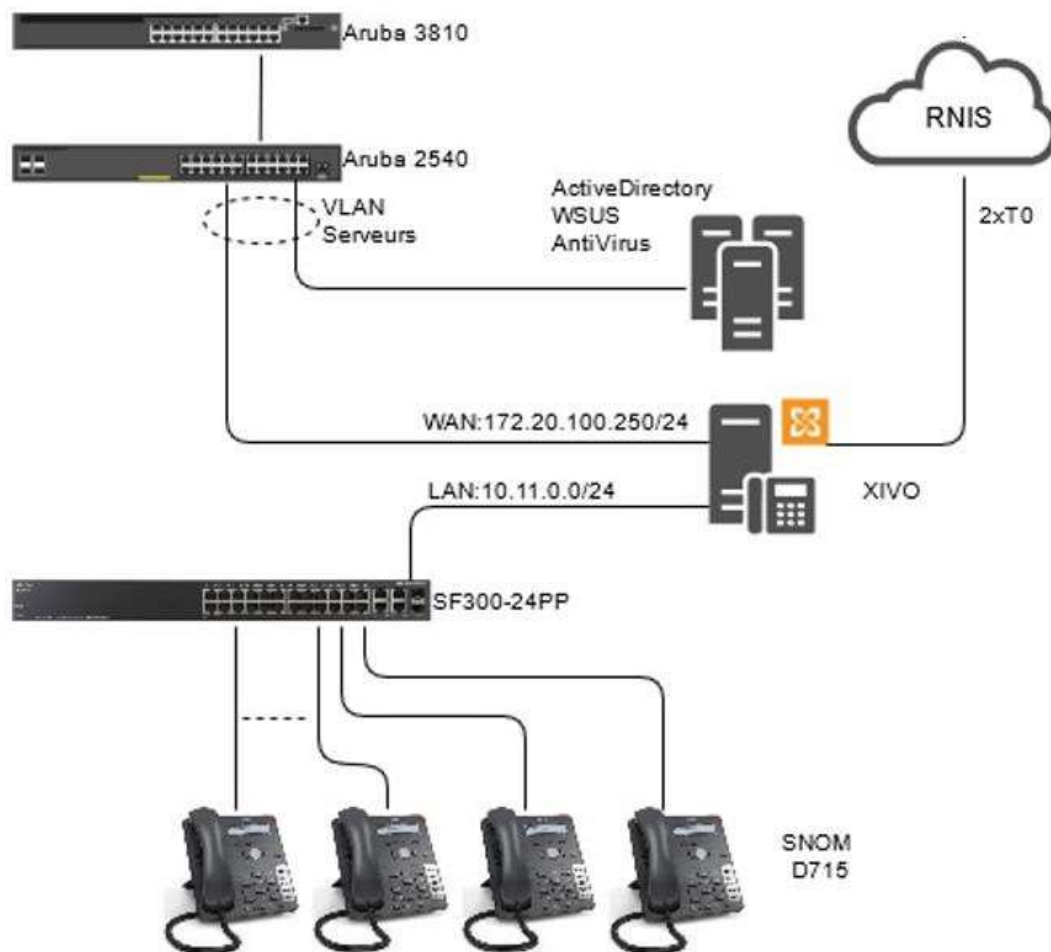 Aruba 3810
Aruba 2540
VLAN
Serveurs
ActiveDirectory
WSUS
AntiVirus
RNIS
2xT0
WAN:172.20.100.250/24
LAN:10.11.0.0/24
XIVO
SF300-24PP
SNOM
D715